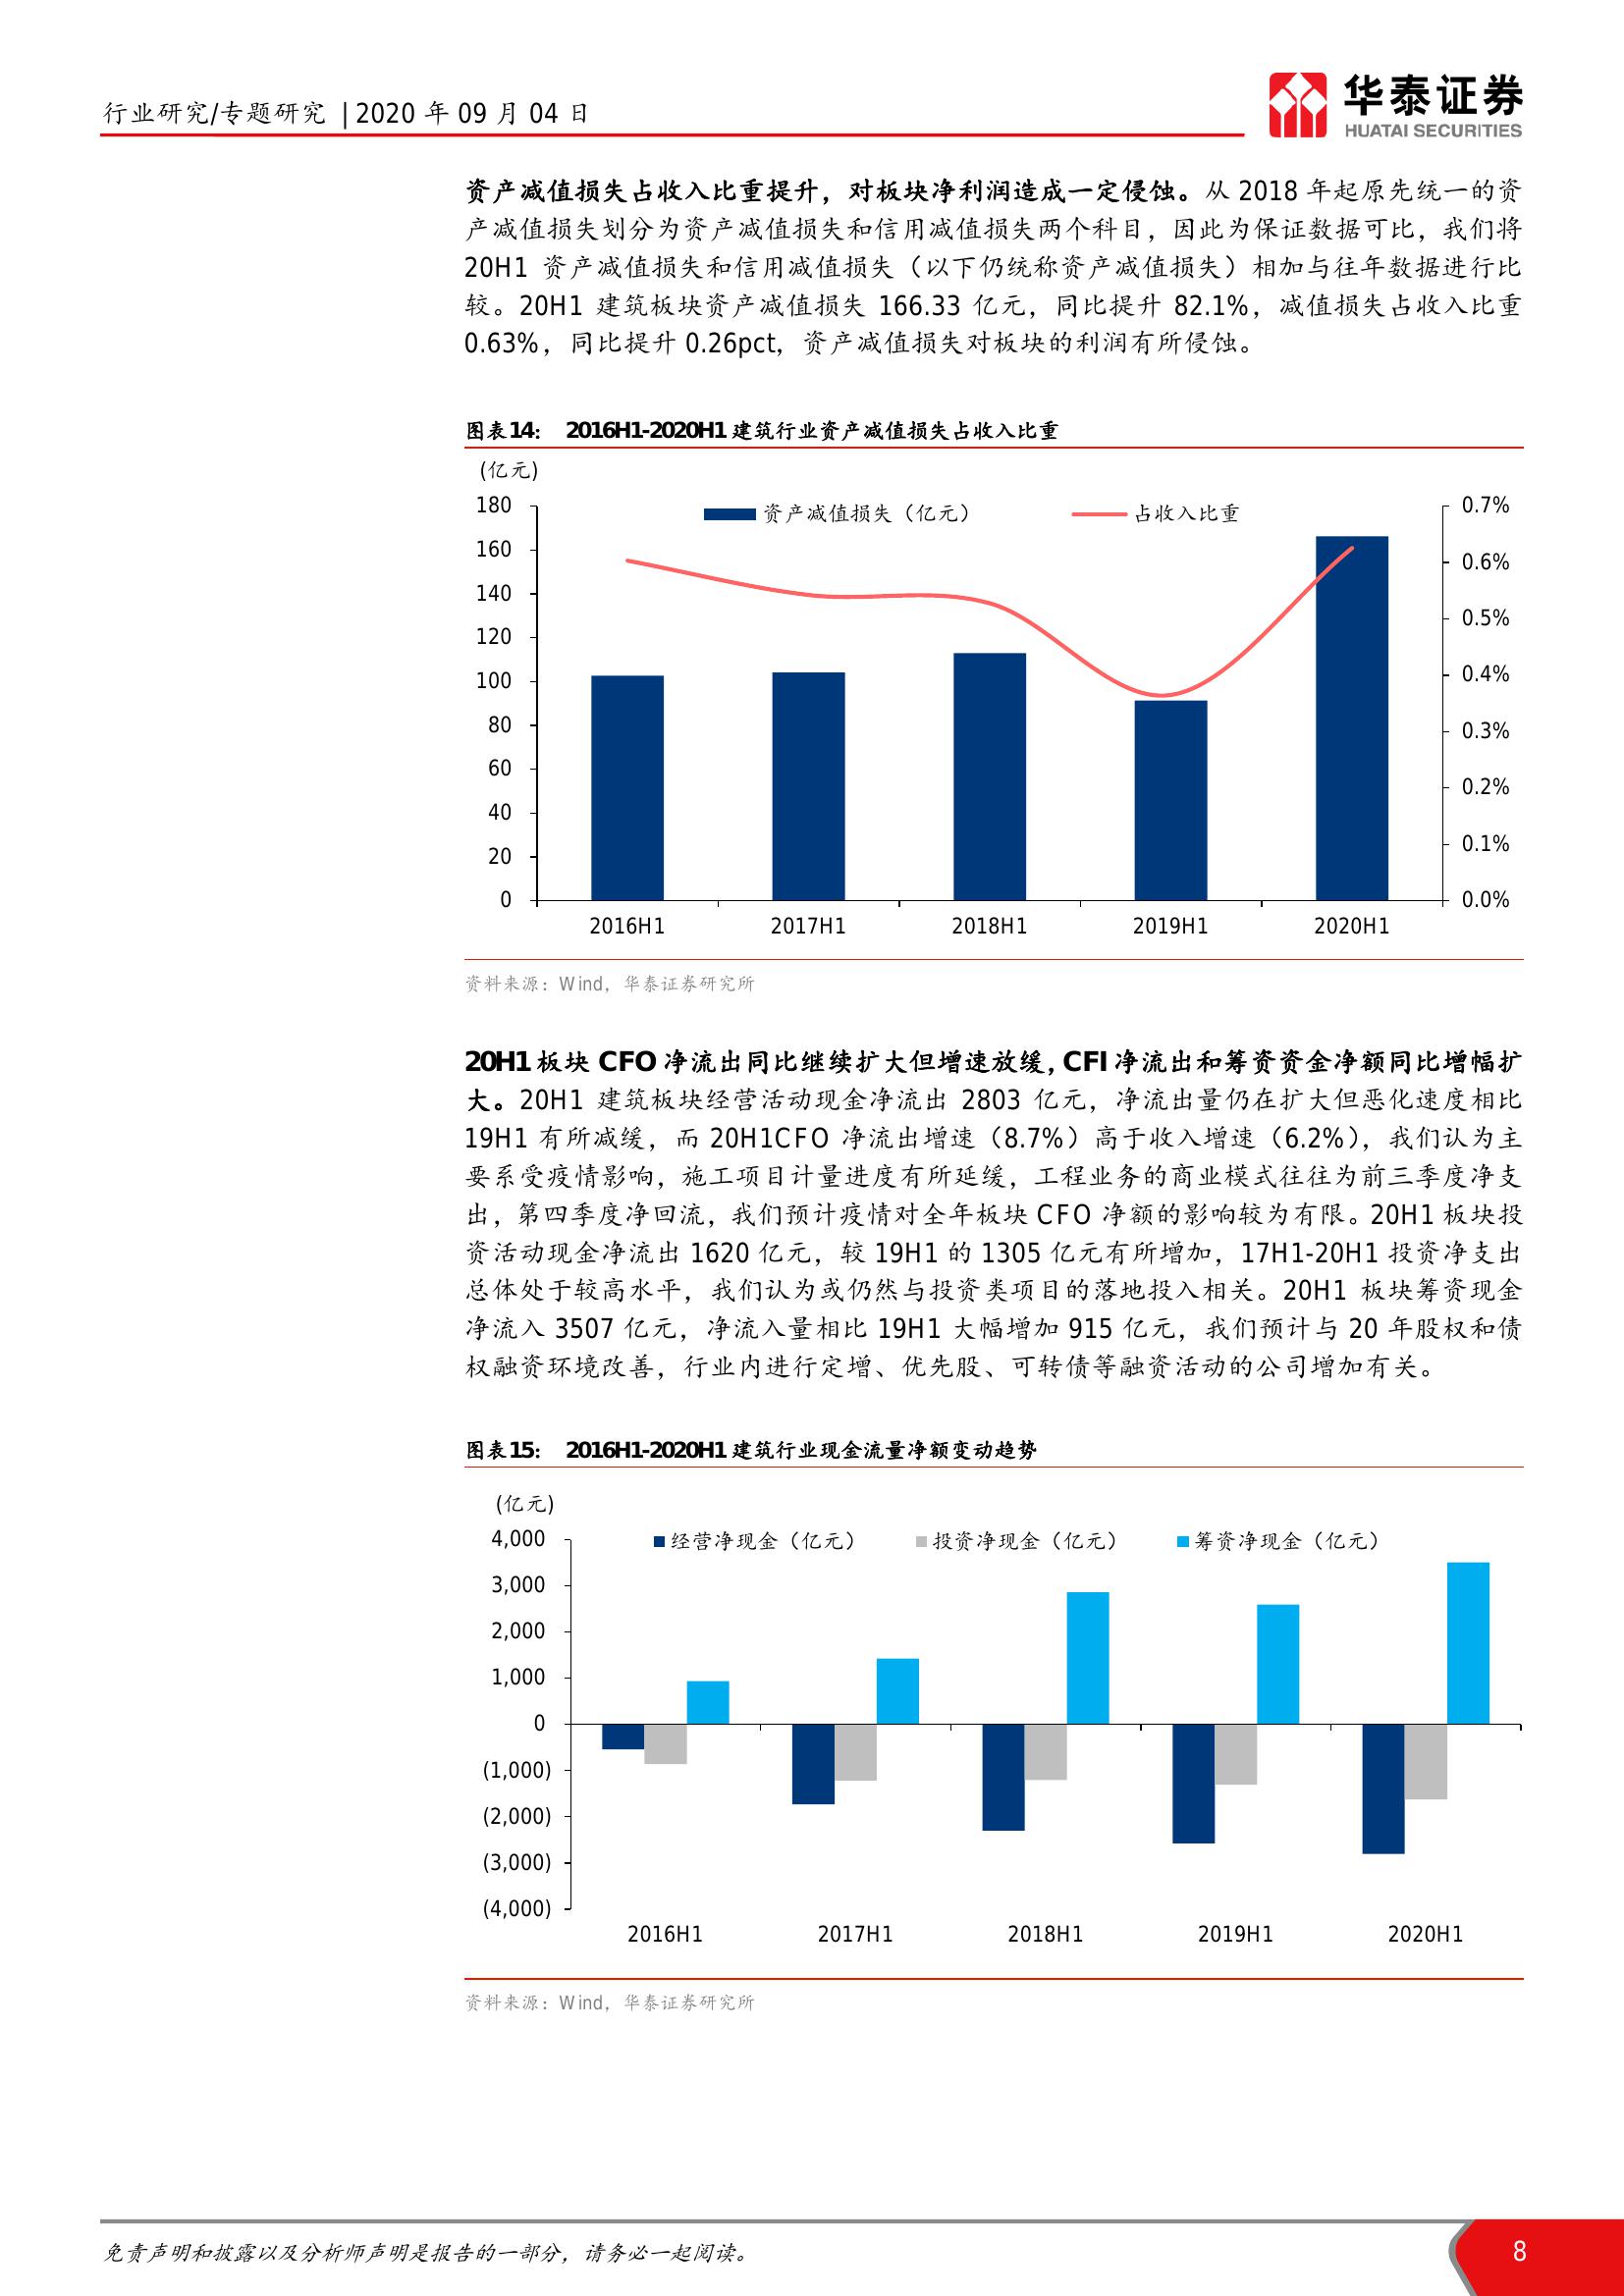 行业研究/专题研究 | 2020 年 09 月 04 日
华泰证券
HUATAI SECURITIES
资产减值损失占收入比重提升，对板块净利润造成一定侵蚀。从 2018 年起原先统一的资
产减值损失划分为资产减值损失和信用减值损失两个科目，因此为保证数据可比，我们将
20H1 资产减值损失和信用减值损失（以下仍统称资产减值损失）相加与往年数据进行比
较。20H1 建筑板块资产减值损失 166.33 亿元，同比提升 82.1%，减值损失占收入比重
0.63%，同比提升 0.26pct，资产减值损失对板块的利润有所侵蚀。
图表14： 2016H1-2020H1 建筑行业资产减值损失占收入比重
(亿元)
资产减值损失（亿元） 占收入比重
180 0.7%
160 0.6%
140 0.5%
120 0.4%
100 0.3%
80 0.2%
60 0.1%
40 0.0%
20
0
2016H1 2017H1 2018H1 2019H1 2020H1
资料来源：Wind，华泰证券研究所
20H1 板块 CFO 净流出同比继续扩大但增速放缓，CFI 净流出和筹资资金净额同比增幅扩
大。20H1 建筑板块经营活动现金净流出 2803 亿元，净流出量仍在扩大但恶化速度相比
19H1 有所减缓，而 20H1CFO 净流出增速（8.7%）高于收入增速（6.2%），我们认为主
要系受疫情影响，施工项目计量进度有所延缓，工程业务的商业模式往往为前三季度净支
出，第四季度净回流，我们预计疫情对全年板块 CFO 净额的影响较为有限。20H1 板块投
资活动现金净流出 1620 亿元，较 19H1 的 1305 亿元有所增加，17H1-20H1 投资净支出
总体处于较高水平，我们认为或仍然与投资类项目的落地投入相关。20H1 板块筹资现金
净流入 3507 亿元，净流入量相比 19H1 大幅增加 915 亿元，我们预计与 20 年股权和债
权融资环境改善，行业内进行定增、优先股、可转债等融资活动的公司增加有关。
图表15： 2016H1-2020H1 建筑行业现金流量净额变动趋势
(亿元)
经营净现金（亿元） 投资净现金（亿元） 筹资净现金（亿元）
4,000
3,000
2,000
1,000
0
(1,000)
(2,000)
(3,000)
(4,000)
2016H1 2017H1 2018H1 2019H1 2020H1
资料来源：Wind，华泰证券研究所
免责声明和披露以及分析师声明是报告的一部分，请务必一起阅读。 8